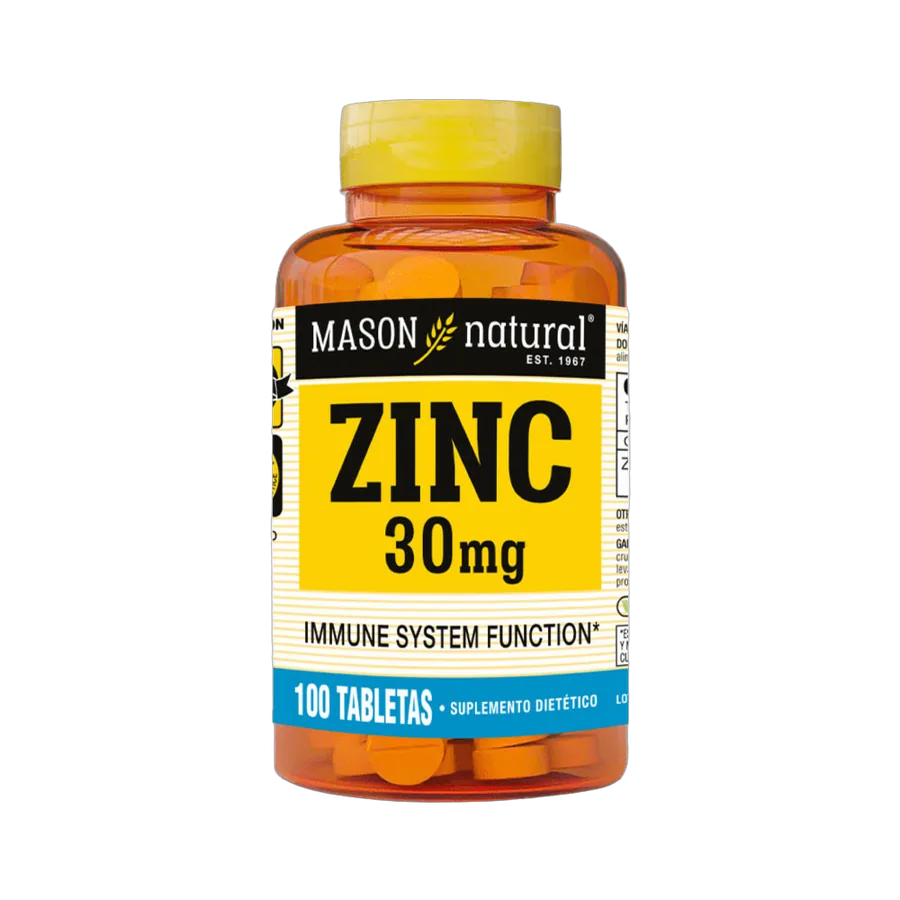 MASON natural®
EST. 1967
ZINC
30mg
IMMUNE SYSTEM FUNCTION*
100 TABLETAS • SUPLEMENTO DIETÉTICO